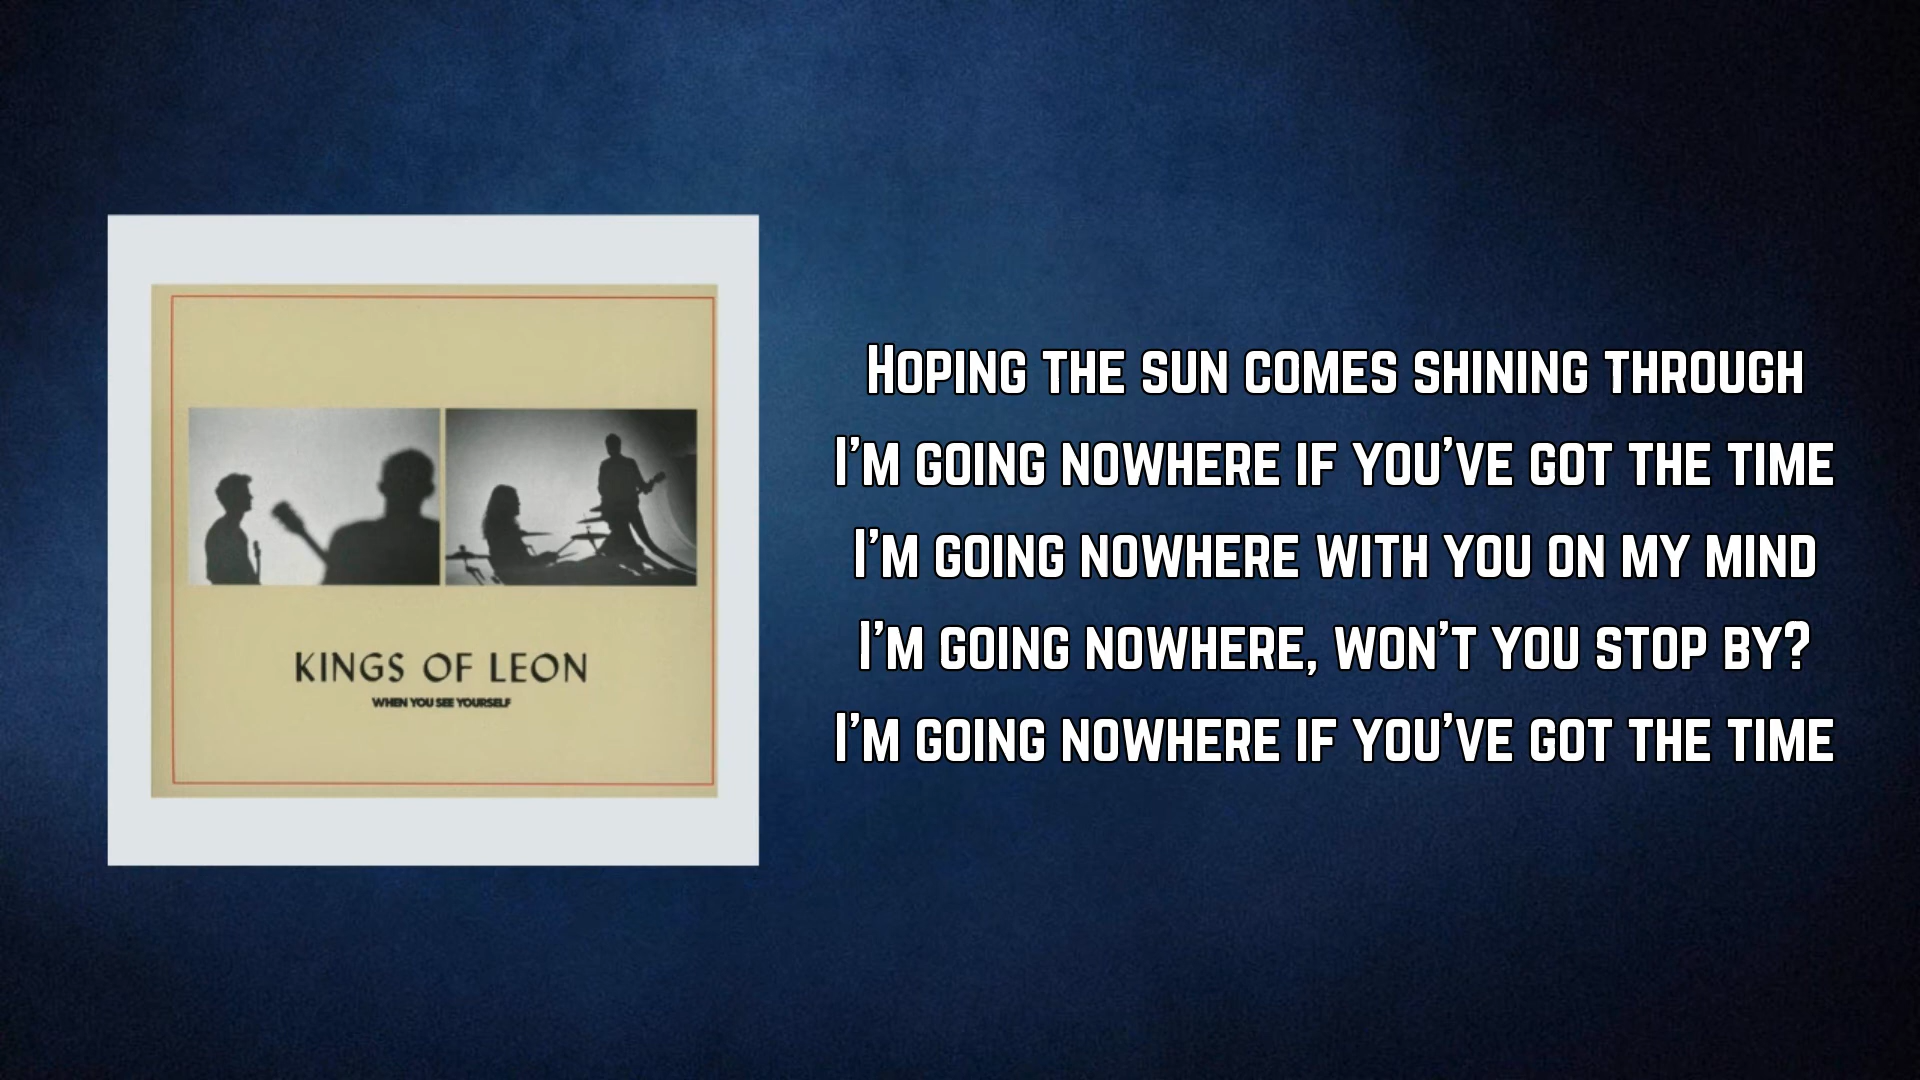 KINGS OF LEON
WHEN YOU SEE YOURSELF
HOPING THE SUN COMES SHINING THROUGH
I'M GOING NOWHERE IF YOU'VE GOT THE TIME
I'M GOING NOWHERE WITH YOU ON MY MIND
I'M GOING NOWHERE, WON'T YOU STOP BY?
I'M GOING NOWHERE IF YOU'VE GOT THE TIME